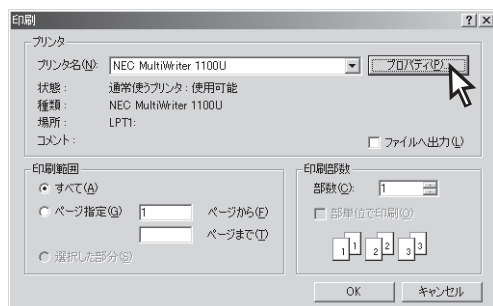 印刷
プリンタ
プリンタ名(N): NEC MultiWriter 1100U プロパティ(P)...
状態: 通常使うプリンタ : 使用可能
種類: NEC MultiWriter 1100U
場所: LPT1:
コメント: ファイルへ出力(L)
印刷範囲
すべて(A)
ページ指定(G) 1 ページから(F)
ページまで(T)
選択した部分(S)
印刷部数
部数(C): 1
部単位で印刷(O)
1 1 2 2 3 3
OK キャンセル